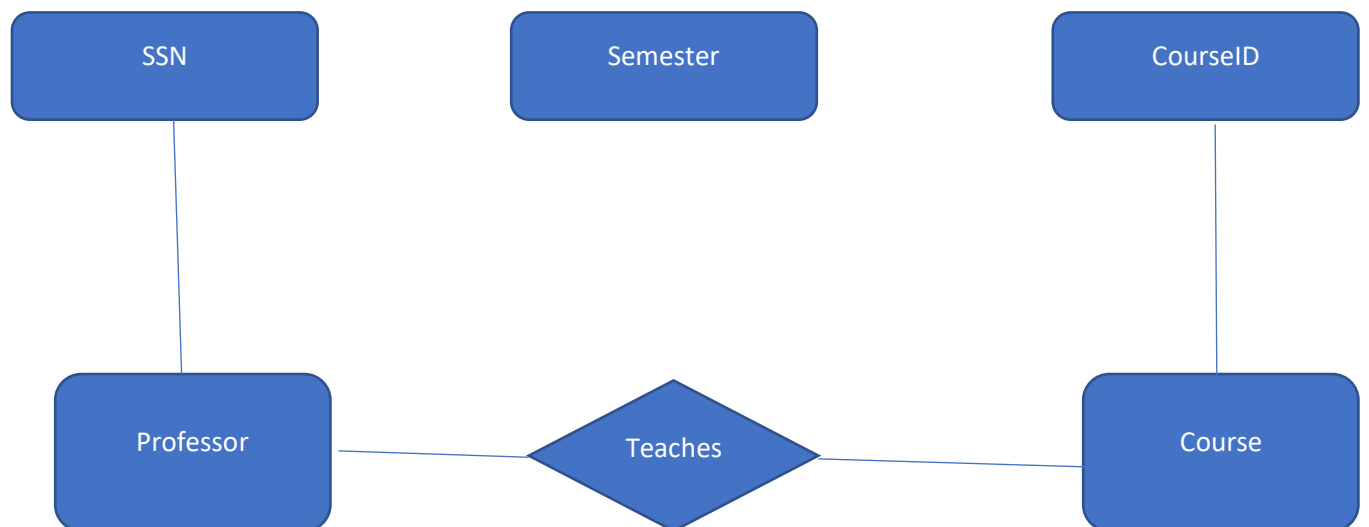 SSN
Semester
CourseID
Professor
Teaches
Course